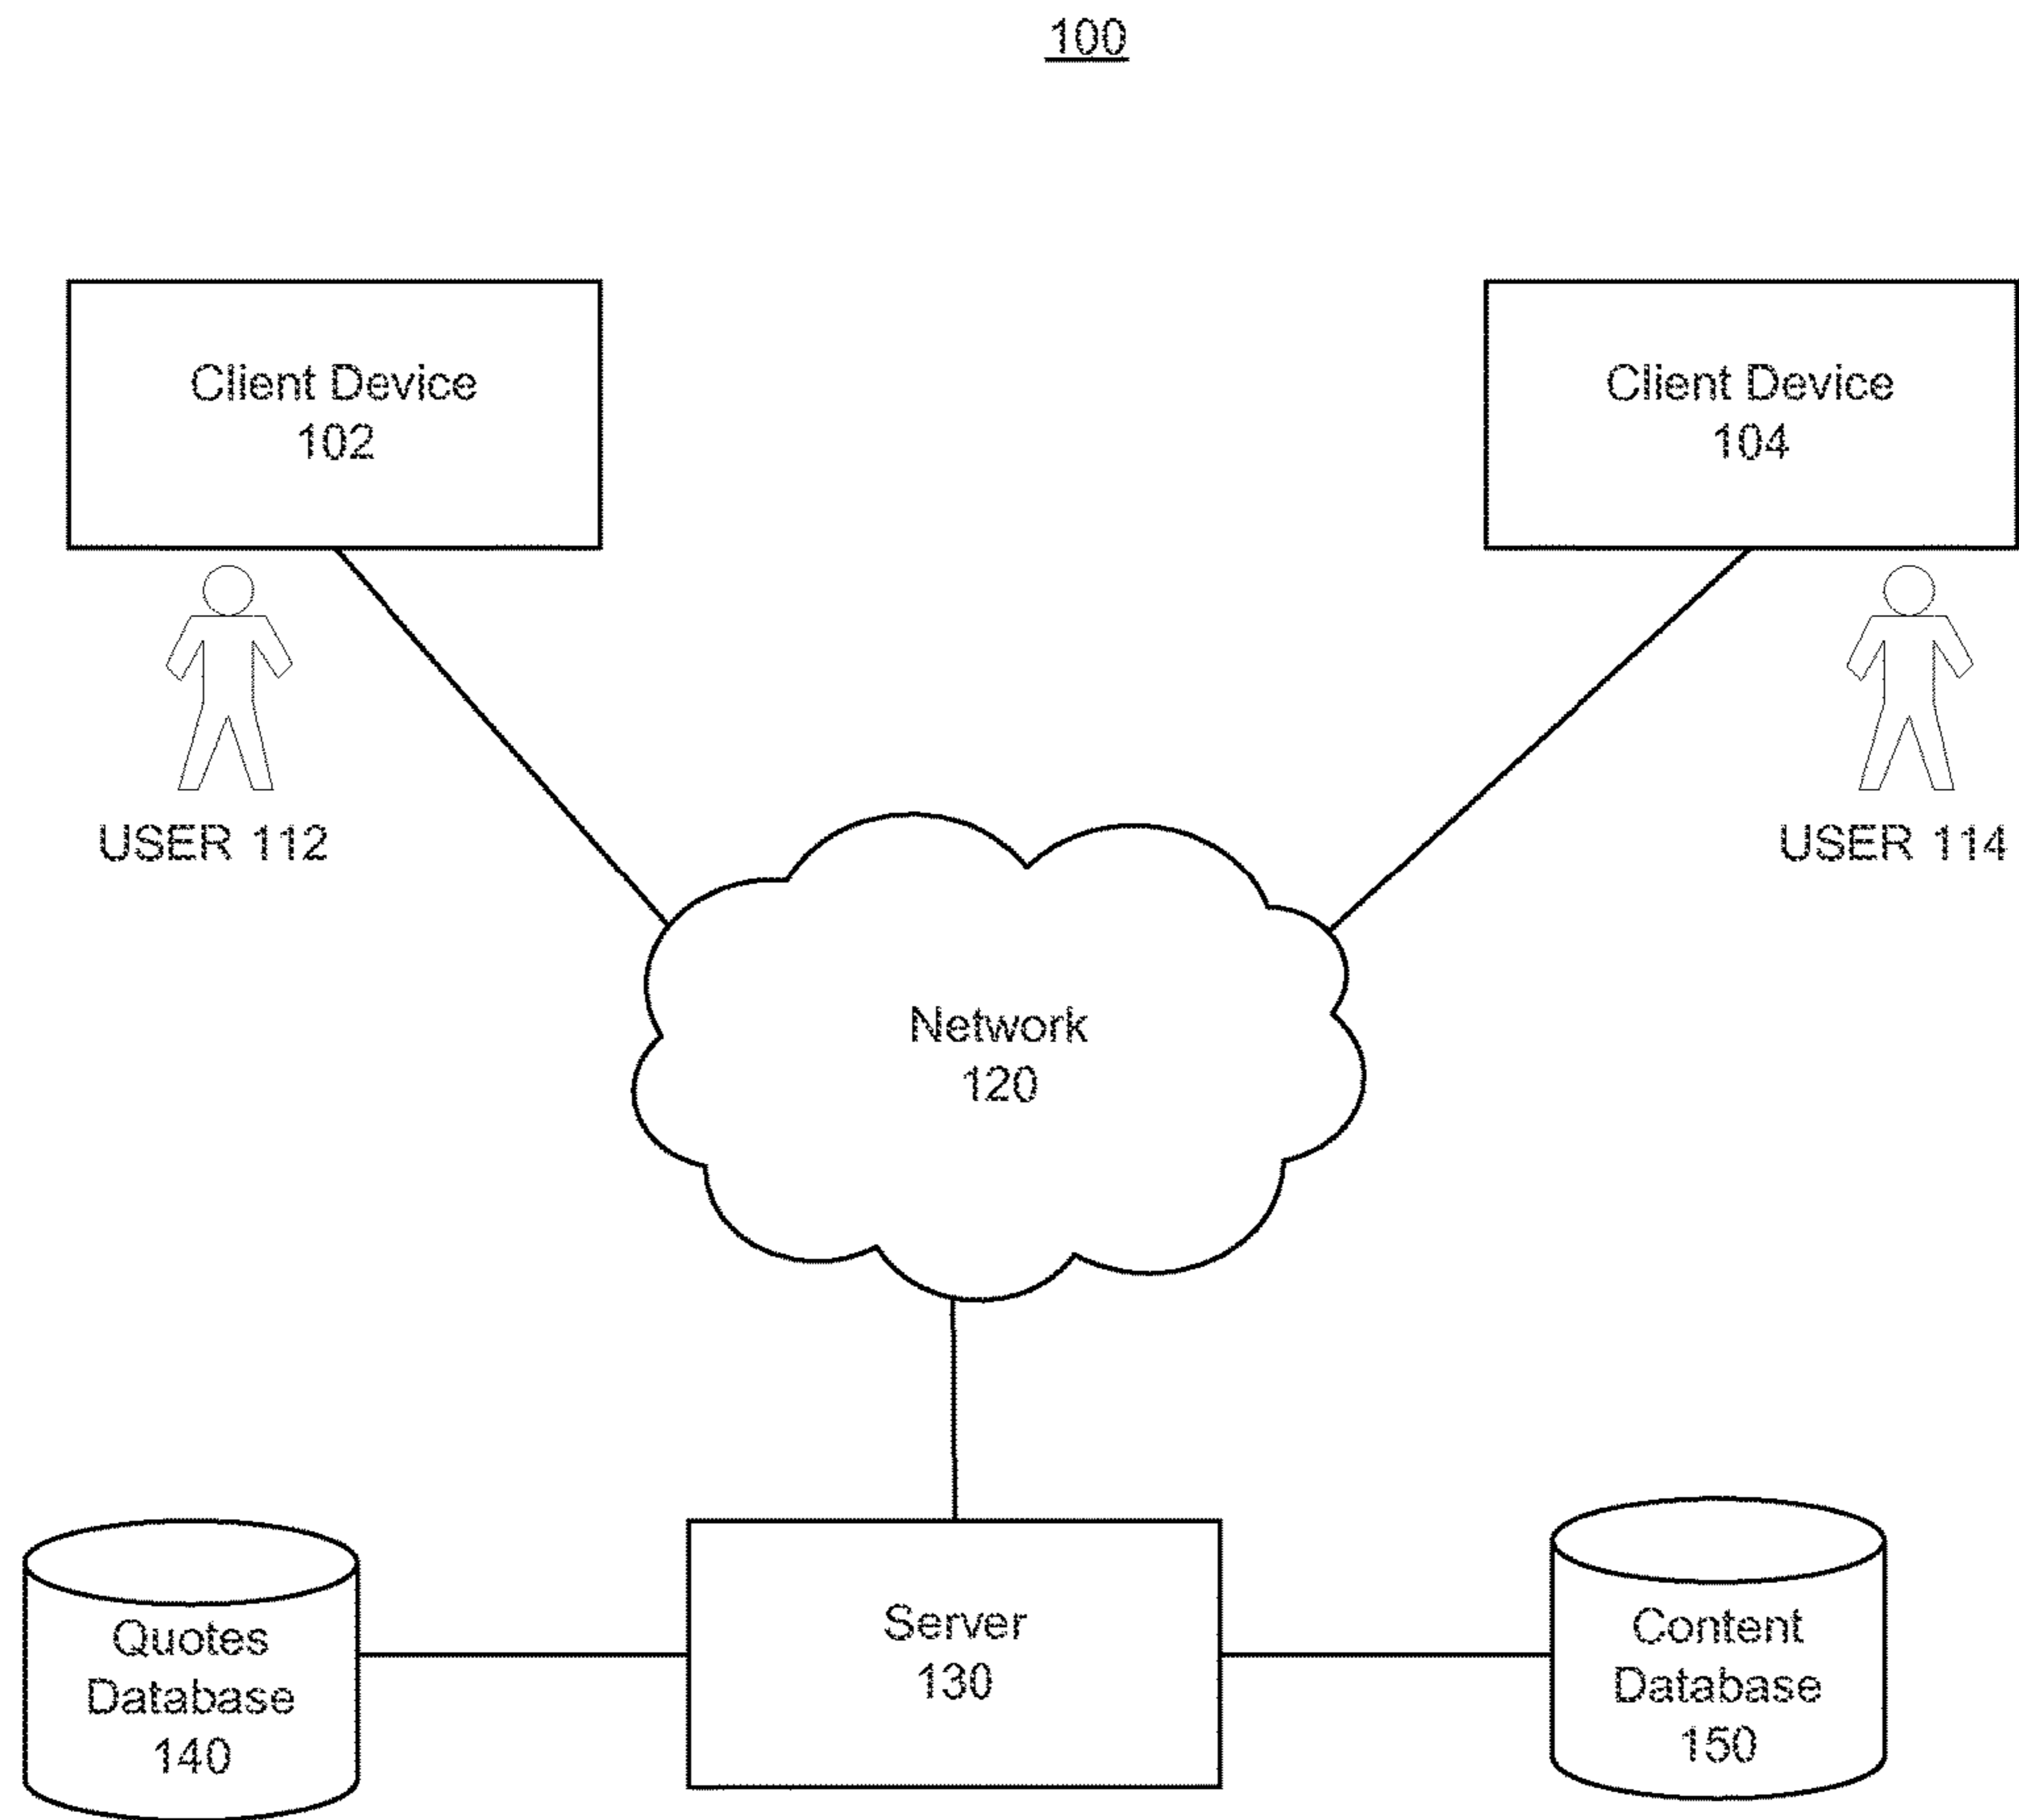 100
Client Device
102
Client Device
104
USER 112
USER 114
Network
120
Quotes
Database
140
Server
130
Content
Database
150